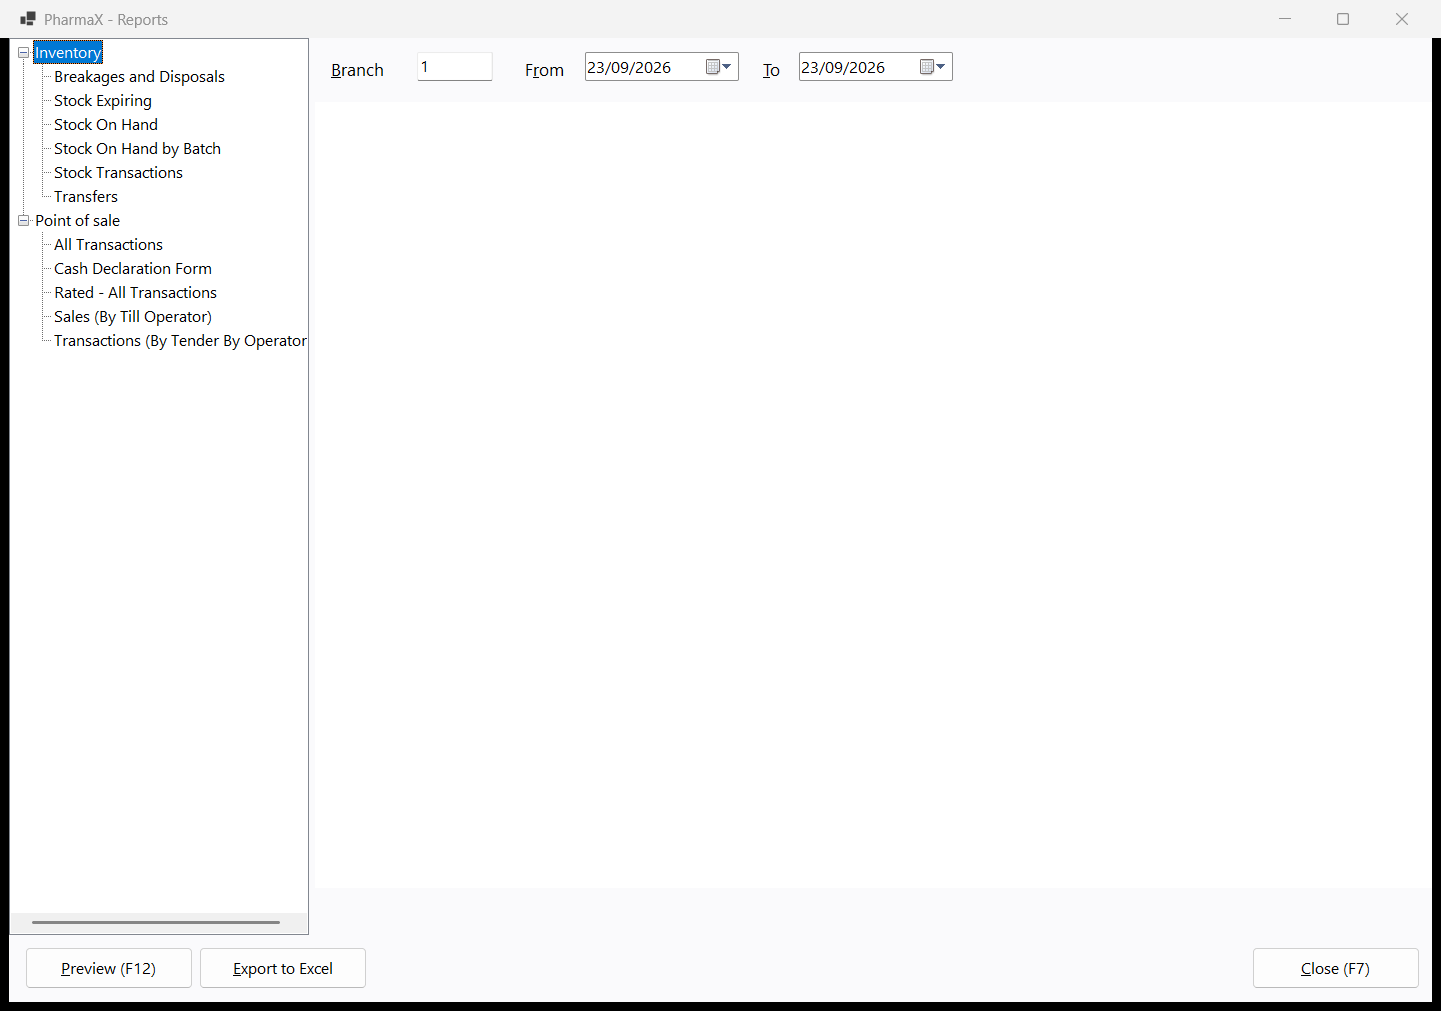 PharmaX - Reports
Inventory
Breakages and Disposals
Stock Expiring
Stock On Hand
Stock On Hand by Batch
Stock Transactions
Transfers
Point of sale
All Transactions
Cash Declaration Form
Rated - All Transactions
Sales (By Till Operator)
Transactions (By Tender By Operator
Branch 1 From 23/09/2026 To 23/09/2026
Preview (F12) Export to Excel Close (F7)